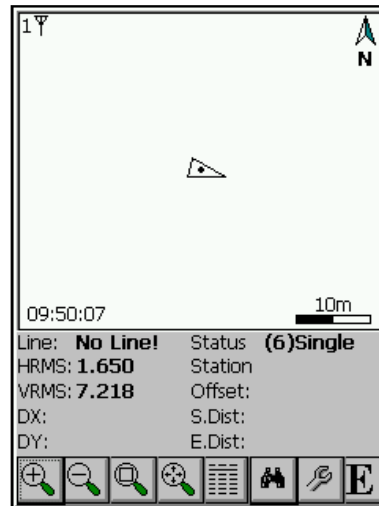 1
N
09:50:07 10m
Line: No Line! Status (6)Single
HRMS: 1.650 Station
VRMS: 7.218 Offset:
DX: S.Dist:
DY: E.Dist:
E